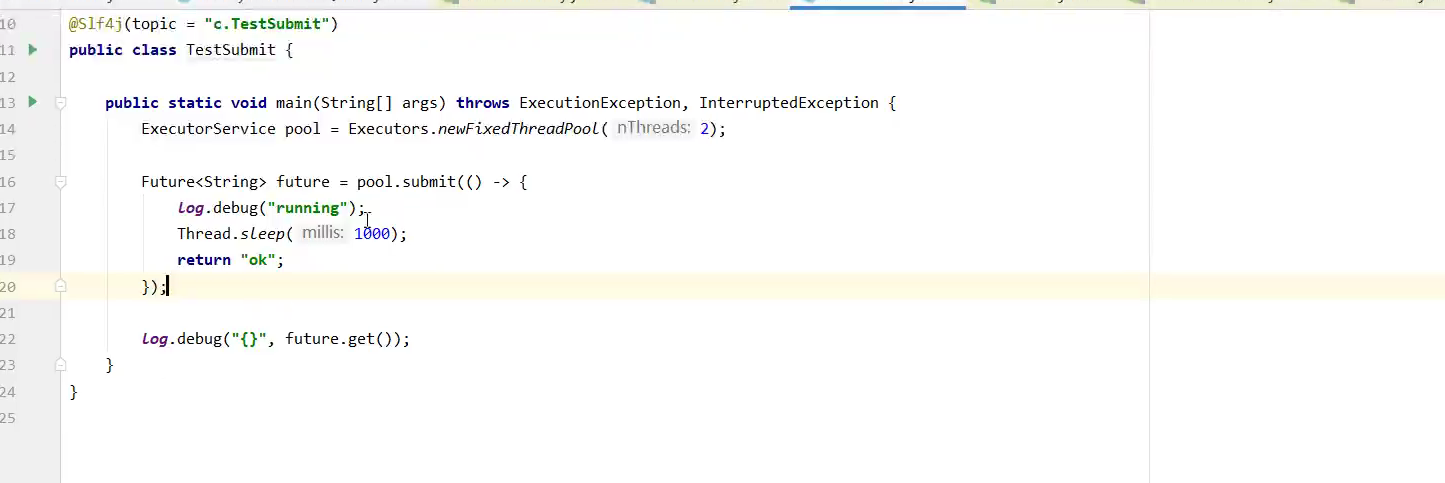 10 @Slf4j(topic = "c.TestSubmit")
11 public class TestSubmit {
12
13 public static void main(String[] args) throws ExecutionException, InterruptedException {
14 ExecutorService pool = Executors.newFixedThreadPool( nThreads: 2);
15
16 Future<String> future = pool.submit(() -> {
17 log.debug("running");
18 Thread.sleep( millis: 1000);
19 return "ok";
20 });
21
22 log.debug("{}", future.get());
23 }
24 }
25